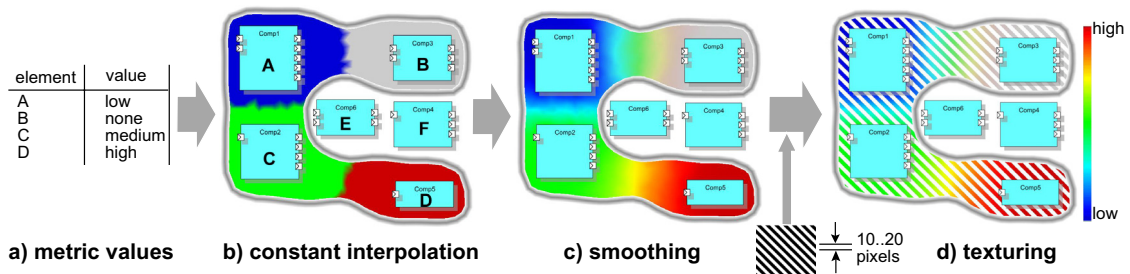 element value
A low
B none
C medium
D high
a) metric values
Comp1
A
Comp3
B
Comp6
E
Comp4
F
Comp2
C
Comp5
D
b) constant interpolation
Comp1
Comp3
Comp6
Comp4
Comp2
Comp5
c) smoothing
10..20
pixels
Comp1
Comp3
Comp6
Comp4
Comp2
Comp5
d) texturing
high
low